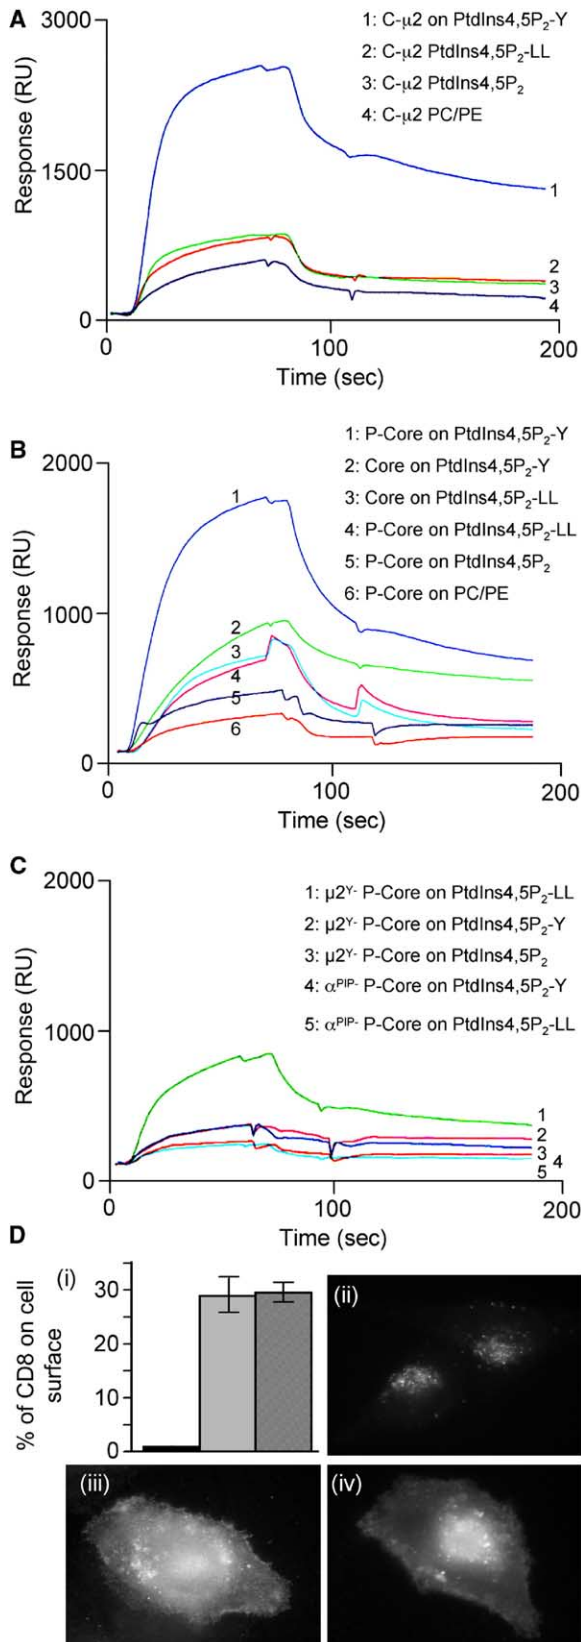 A
3000
1500
0
0
100
200
Response (RU)
Time (sec)
1: C-μ2 on PtdIns4,5P₂-Y
2: C-μ2 PtdIns4,5P₂-LL
3: C-μ2 PtdIns4,5P₂
4: C-μ2 PC/PE
1
2
3
4
B
2000
1000
0
0
100
200
Response (RU)
Time (sec)
1: P-Core on PtdIns4,5P₂-Y
2: Core on PtdIns4,5P₂-Y
3: Core on PtdIns4,5P₂-LL
4: P-Core on PtdIns4,5P₂-LL
5: P-Core on PtdIns4,5P₂
6: P-Core on PC/PE
1
2
3
4
5
6
C
2000
1000
0
0
100
200
Response (RU)
Time (sec)
1: μ2ʸ⁻ P-Core on PtdIns4,5P₂-LL
2: μ2ʸ⁻ P-Core on PtdIns4,5P₂-Y
3: μ2ʸ⁻ P-Core on PtdIns4,5P₂
4: αᴾᴵᴾ⁻ P-Core on PtdIns4,5P₂-Y
5: αᴾᴵᴾ⁻ P-Core on PtdIns4,5P₂-LL
1
2
3
4
5
D
(i)
30
20
10
0
% of CD8 on cell
surface
(ii)
(iii)
(iv)